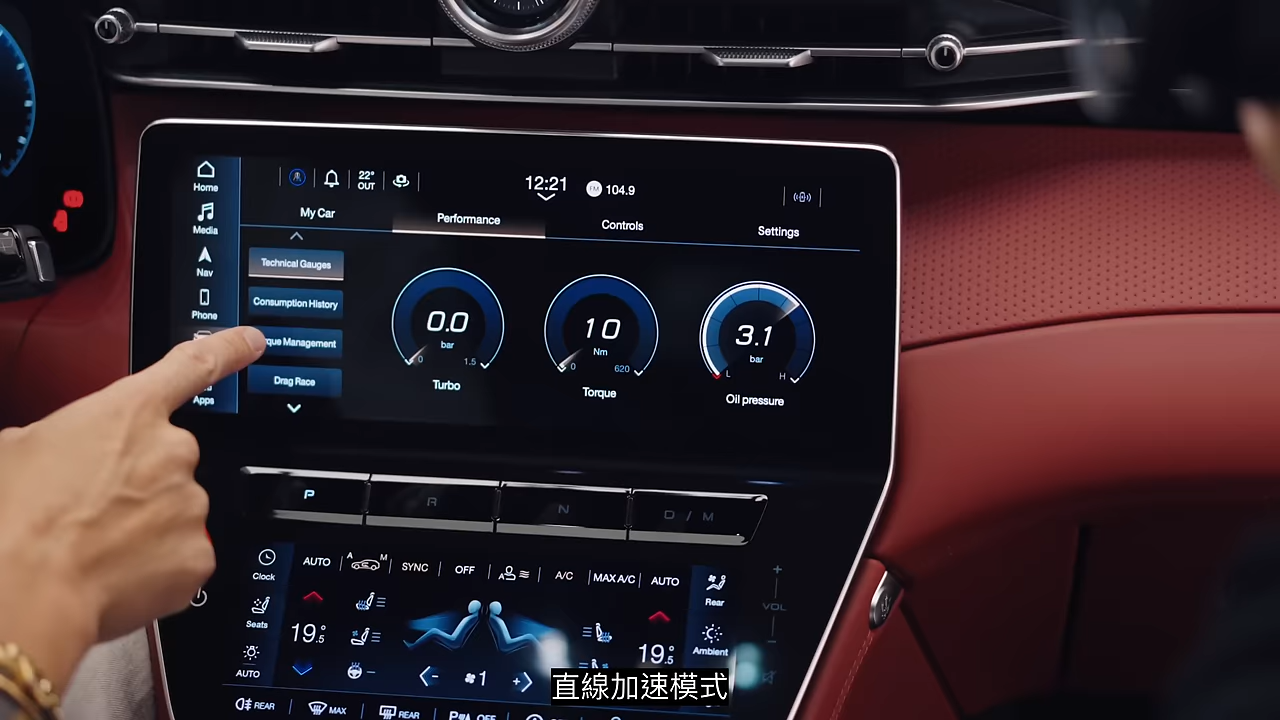 Home
Media
Nav
Phone
Apps
22°
OUT
12:21
FM 104.9
My Car
Performance
Controls
Settings
Technical Gauges
Consumption History
que Management
Drag Race
0.0
bar
0 1.5
Turbo
10
Nm
0 620
Torque
3.1
bar
L H
Oil pressure
P R N D / M
Clock
Seats
AUTO
AUTO
A M
SYNC
OFF
A
A/C
MAX A/C
AUTO
Rear
Ambient
19.5
1
19.5
+
VOL
-
REAR
MAX
REAR
OFF
直線加速模式